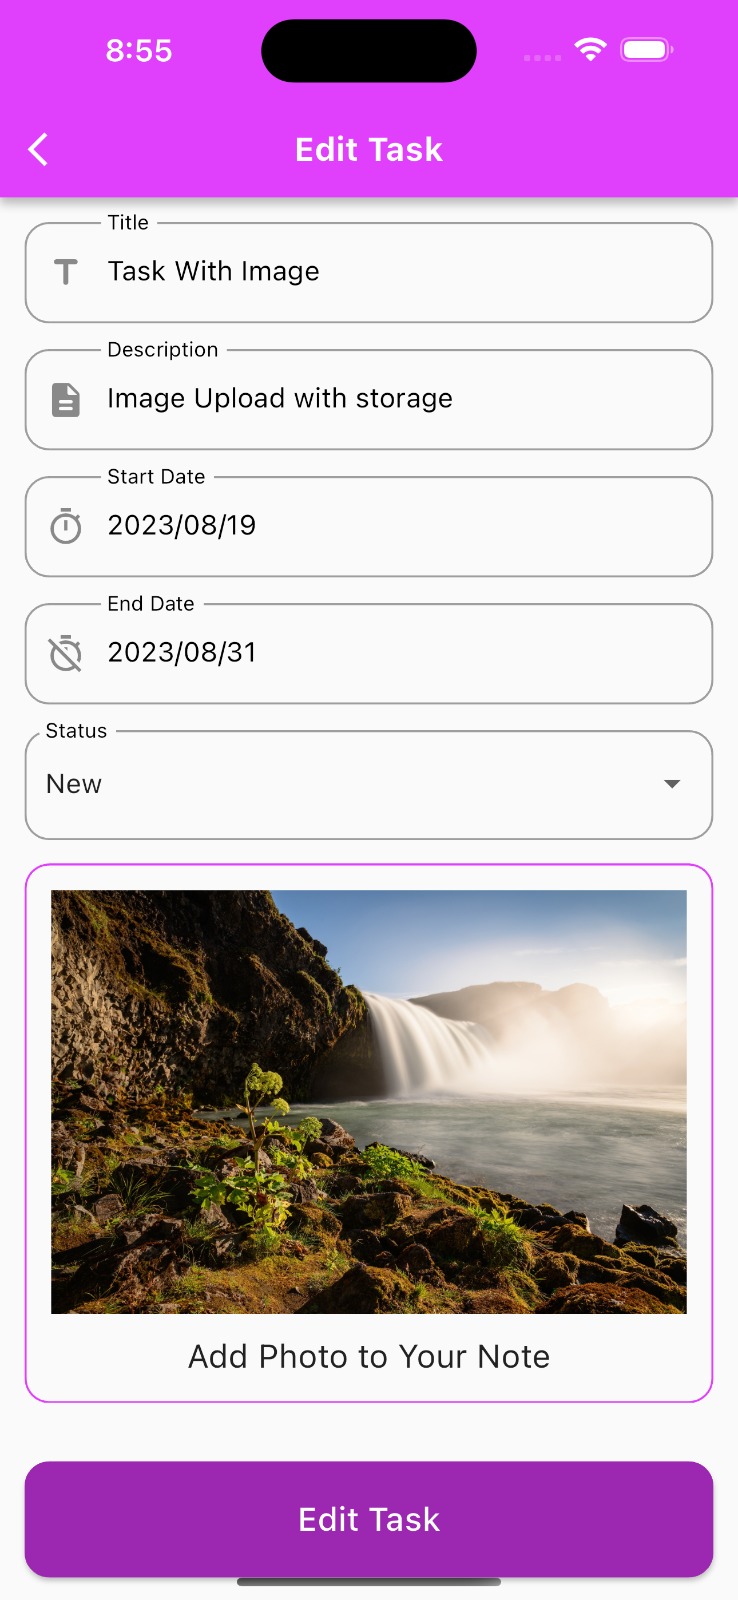 8:55
Edit Task
Title
Task With Image
Description
Image Upload with storage
Start Date
2023/08/19
End Date
2023/08/31
Status
New
Add Photo to Your Note
Edit Task